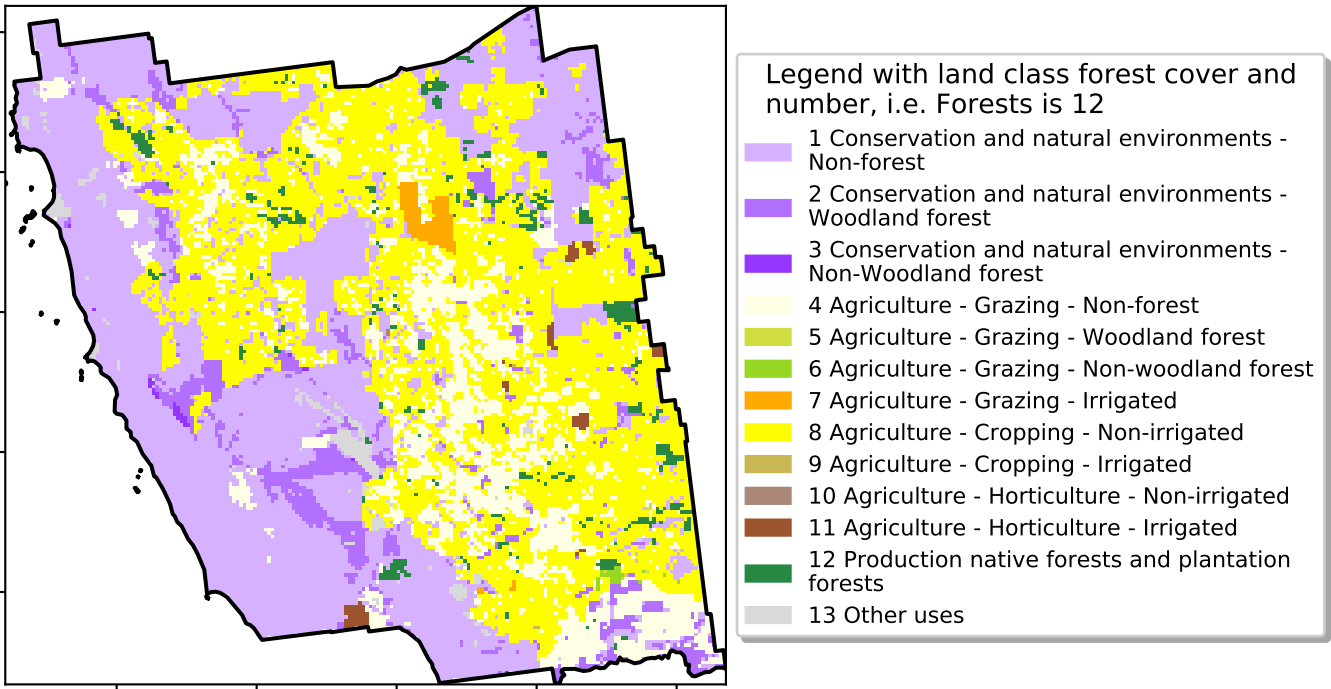 Legend with land class forest cover and
number, i.e. Forests is 12
1 Conservation and natural environments -
Non-forest
2 Conservation and natural environments -
Woodland forest
3 Conservation and natural environments -
Non-Woodland forest
4 Agriculture - Grazing - Non-forest
5 Agriculture - Grazing - Woodland forest
6 Agriculture - Grazing - Non-woodland forest
7 Agriculture - Grazing - Irrigated
8 Agriculture - Cropping - Non-irrigated
9 Agriculture - Cropping - Irrigated
10 Agriculture - Horticulture - Non-irrigated
11 Agriculture - Horticulture - Irrigated
12 Production native forests and plantation
forests
13 Other uses